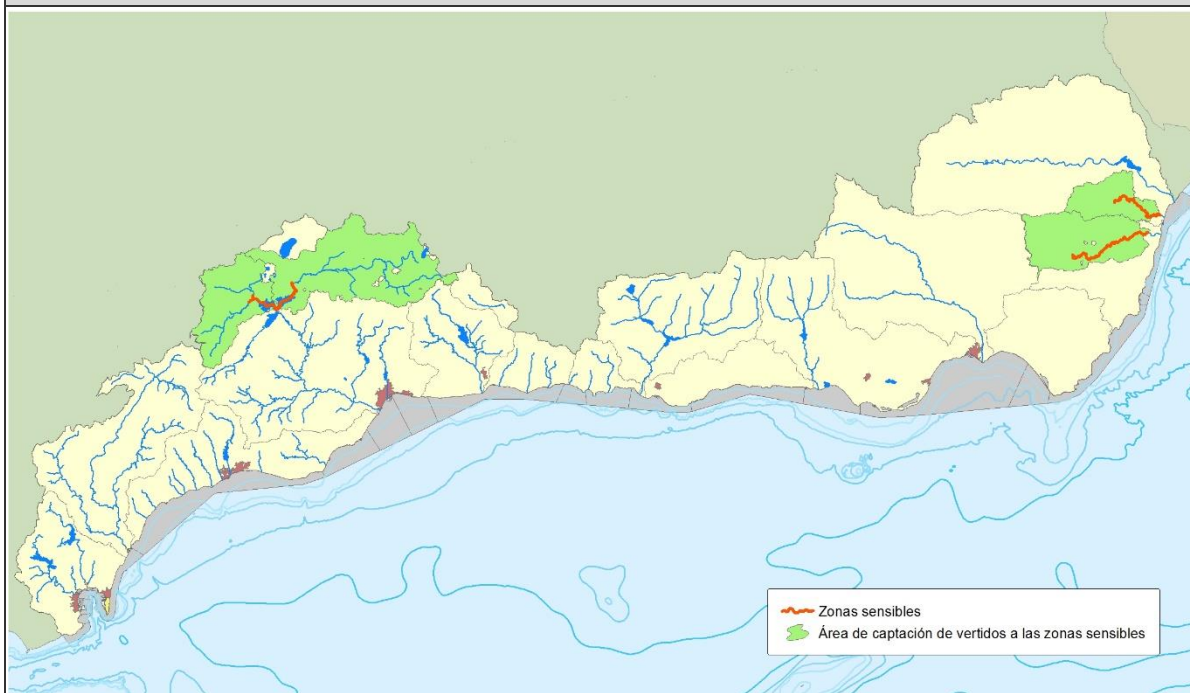 Zonas sensibles
Área de captación de vertidos a las zonas sensibles